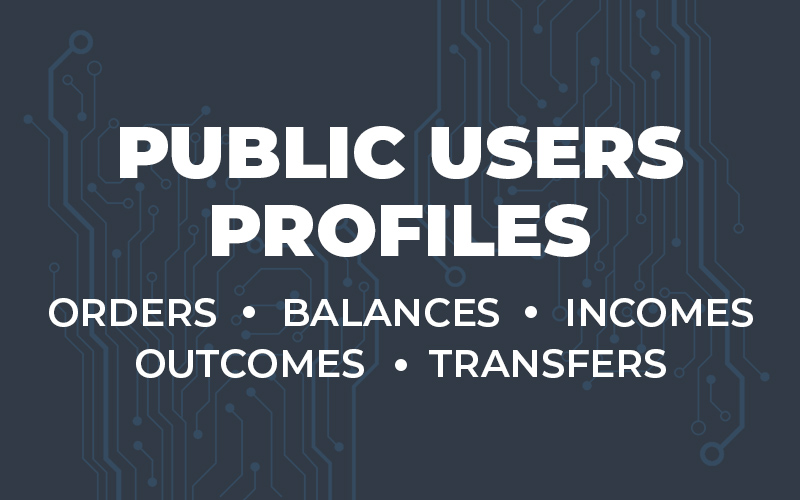 PUBLIC USERS
PROFILES
ORDERS • BALANCES • INCOMES
OUTCOMES • TRANSFERS